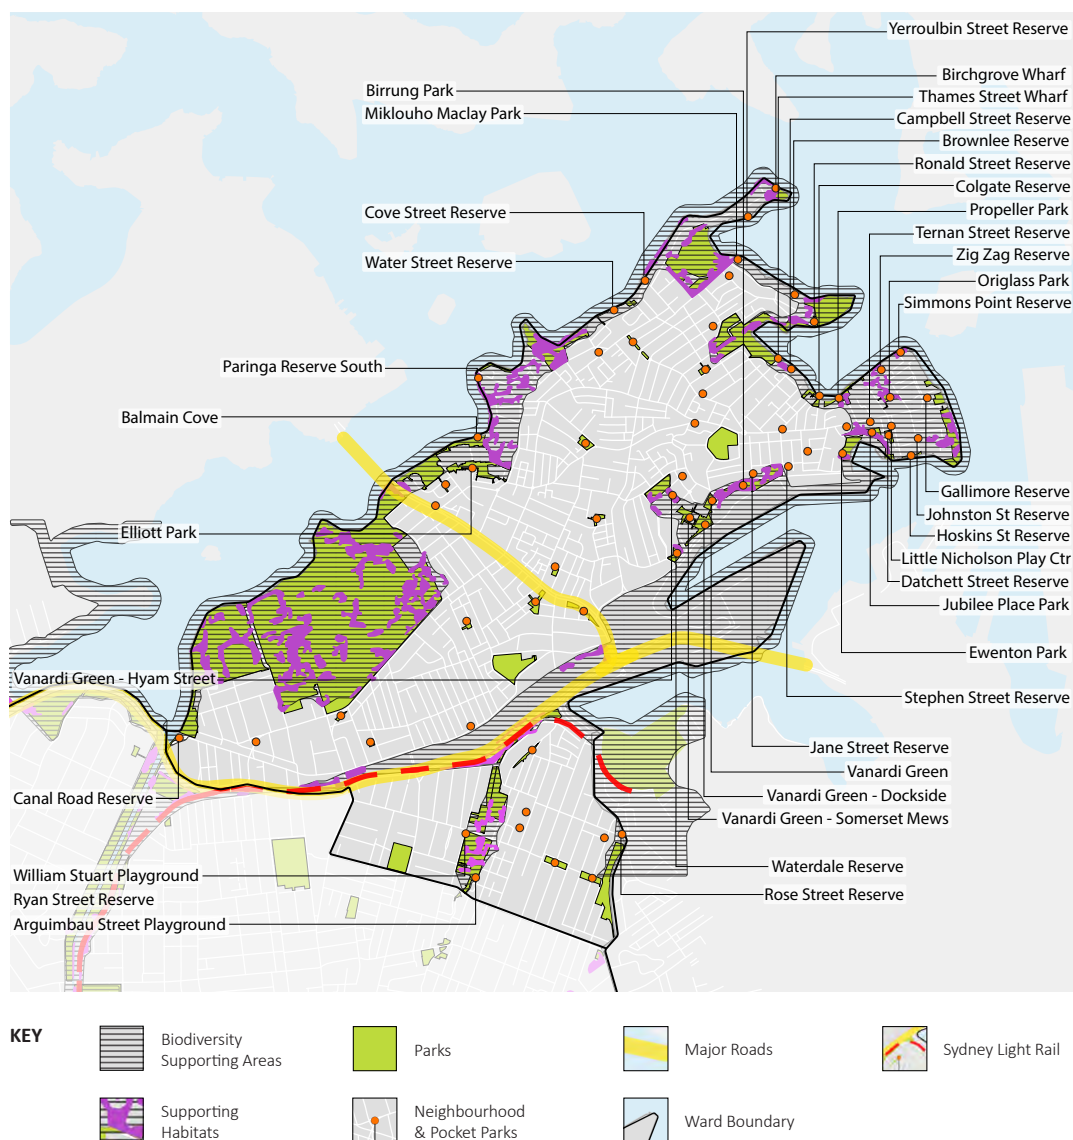 Yerroulbin Street Reserve
Birchgrove Wharf
Birrung Park
Thames Street Wharf
Miklouho Maclay Park
Campbell Street Reserve
Brownlee Reserve
Ronald Street Reserve
Colgate Reserve
Cove Street Reserve
Propeller Park
Ternan Street Reserve
Zig Zag Reserve
Water Street Reserve
Origlass Park
Simmons Point Reserve
Paringa Reserve South
Balmain Cove
Gallimore Reserve
Johnston St Reserve
Elliott Park
Hoskins St Reserve
Little Nicholson Play Ctr
Datchett Street Reserve
Jubilee Place Park
Ewenton Park
Vanardi Green - Hyam Street
Stephen Street Reserve
Jane Street Reserve
Vanardi Green
Canal Road Reserve
Vanardi Green - Dockside
Vanardi Green - Somerset Mews
Waterdale Reserve
William Stuart Playground
Rose Street Reserve
Ryan Street Reserve
Arguimbau Street Playground
KEY
Biodiversity
Supporting Areas
Parks
Major Roads
Sydney Light Rail
Supporting
Habitats
Neighbourhood
& Pocket Parks
Ward Boundary